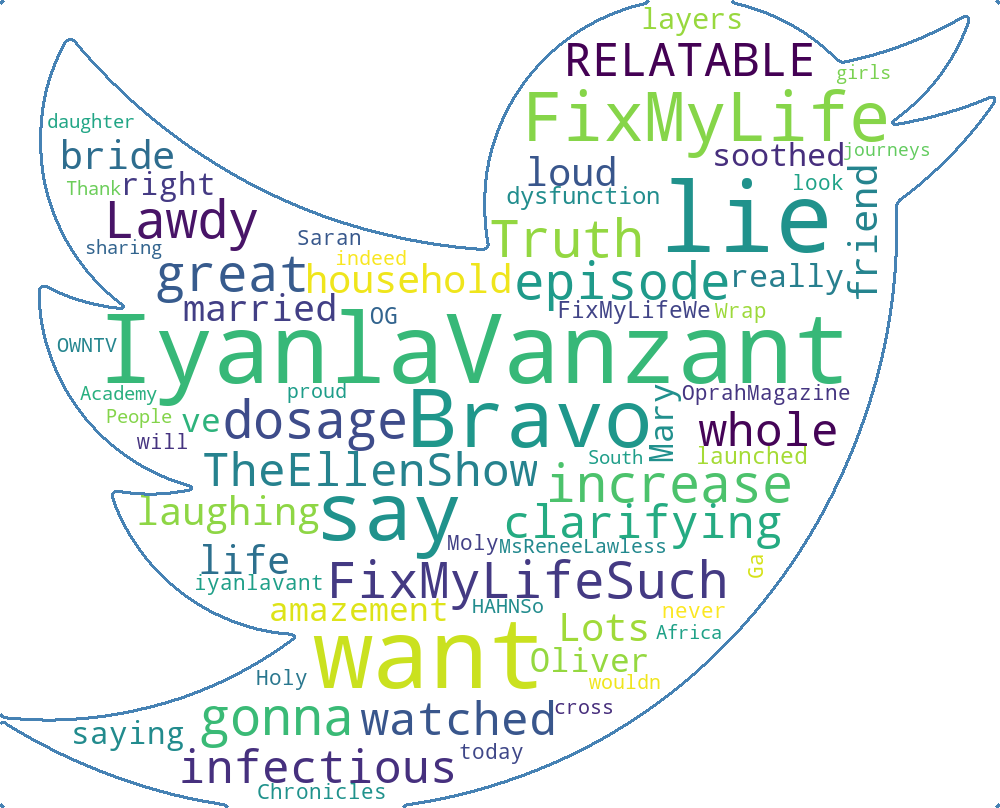 layers
RELATABLE
girls
FixMyLife
daughter
bride
loud
soothed
journeys
Thank
right
dysfunction
look
friend
Lawdy
lie
sharing
Saran
Truth
indeed
great
household
episode
really
married
OG
FixMyLifeWe
Wrap
OWNTV
IyanlaVanzant
Academy
proud
OprahMagazine
People
ve
dosage
Bravo
Mary
whole
will
TheEllenShow
South
launched
increase
laughing
say
clarifying
Moly
MsReneeLawless
life
Ga
iyanlavant
FixMyLifeSuch
amazement
HAHNSo
never
Lots
Africa
want
Oliver
Holy
wouldn
gonna
watched
cross
saying
infectious
today
Chronicles